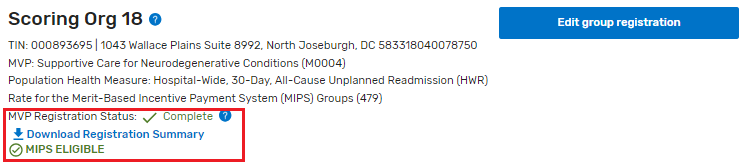 Scoring Org 18 ?
Edit group registration
TIN: 000893695 | 1043 Wallace Plains Suite 8992, North Joseburgh, DC 583318040078750
MVP: Supportive Care for Neurodegenerative Conditions (M0004)
Population Health Measure: Hospital-Wide, 30-Day, All-Cause Unplanned Readmission (HWR)
Rate for the Merit-Based Incentive Payment System (MIPS) Groups (479)
MVP Registration Status: Complete ?
Download Registration Summary
MIPS ELIGIBLE